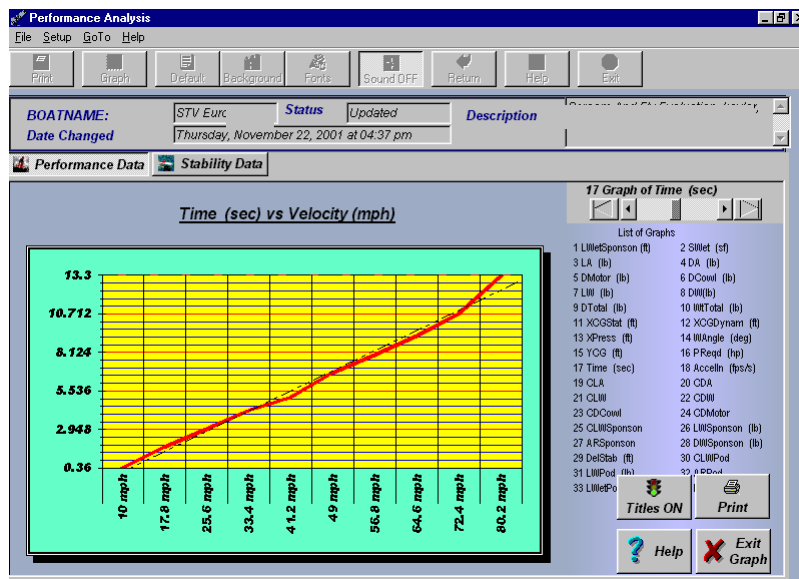 Performance Analysis
File Setup GoTo Help
Print Graph Default Background Fonts Sound OFF Return Help Exit
BOATNAME: STV Euro Status Updated Description
Date Changed Thursday, November 22, 2001 at 04:37 pm
Performance Data Stability Data
17 Graph of Time (sec)
Time (sec) vs Velocity (mph)
List of Graphs
1 LWetSponson (ft) 2 SWet (sf)
3 LA (lb) 4 DA (lb)
5 DMotor (lb) 6 DCowl (lb)
7 LW (lb) 8 DW(lb)
9 DTotal (lb) 10 WtTotal (lb)
11 XCGStat (ft) 12 XCGDynam (ft)
13 XPress (ft) 14 WAngle (deg)
15 YCG (ft) 16 PReqd (hp)
17 Time (sec) 18 Accelln (fps/s)
19 CLA 20 CDA
21 CLW 22 CDW
23 CDCowl 24 CDMotor
25 CLWSponson 26 LWSponson (lb)
27 ARSponson 28 DWSponson (lb)
29 DelStab (ft) 30 CLWPod
31 LWPod (lb) 32 ARPod
33 LWetPo
13.3
10.712
8.124
5.536
2.948
0.36
10 mph 17.8 mph 25.6 mph 33.4 mph 41.2 mph 49 mph 56.8 mph 64.6 mph 72.4 mph 80.2 mph
Titles ON Print
Help Exit Graph